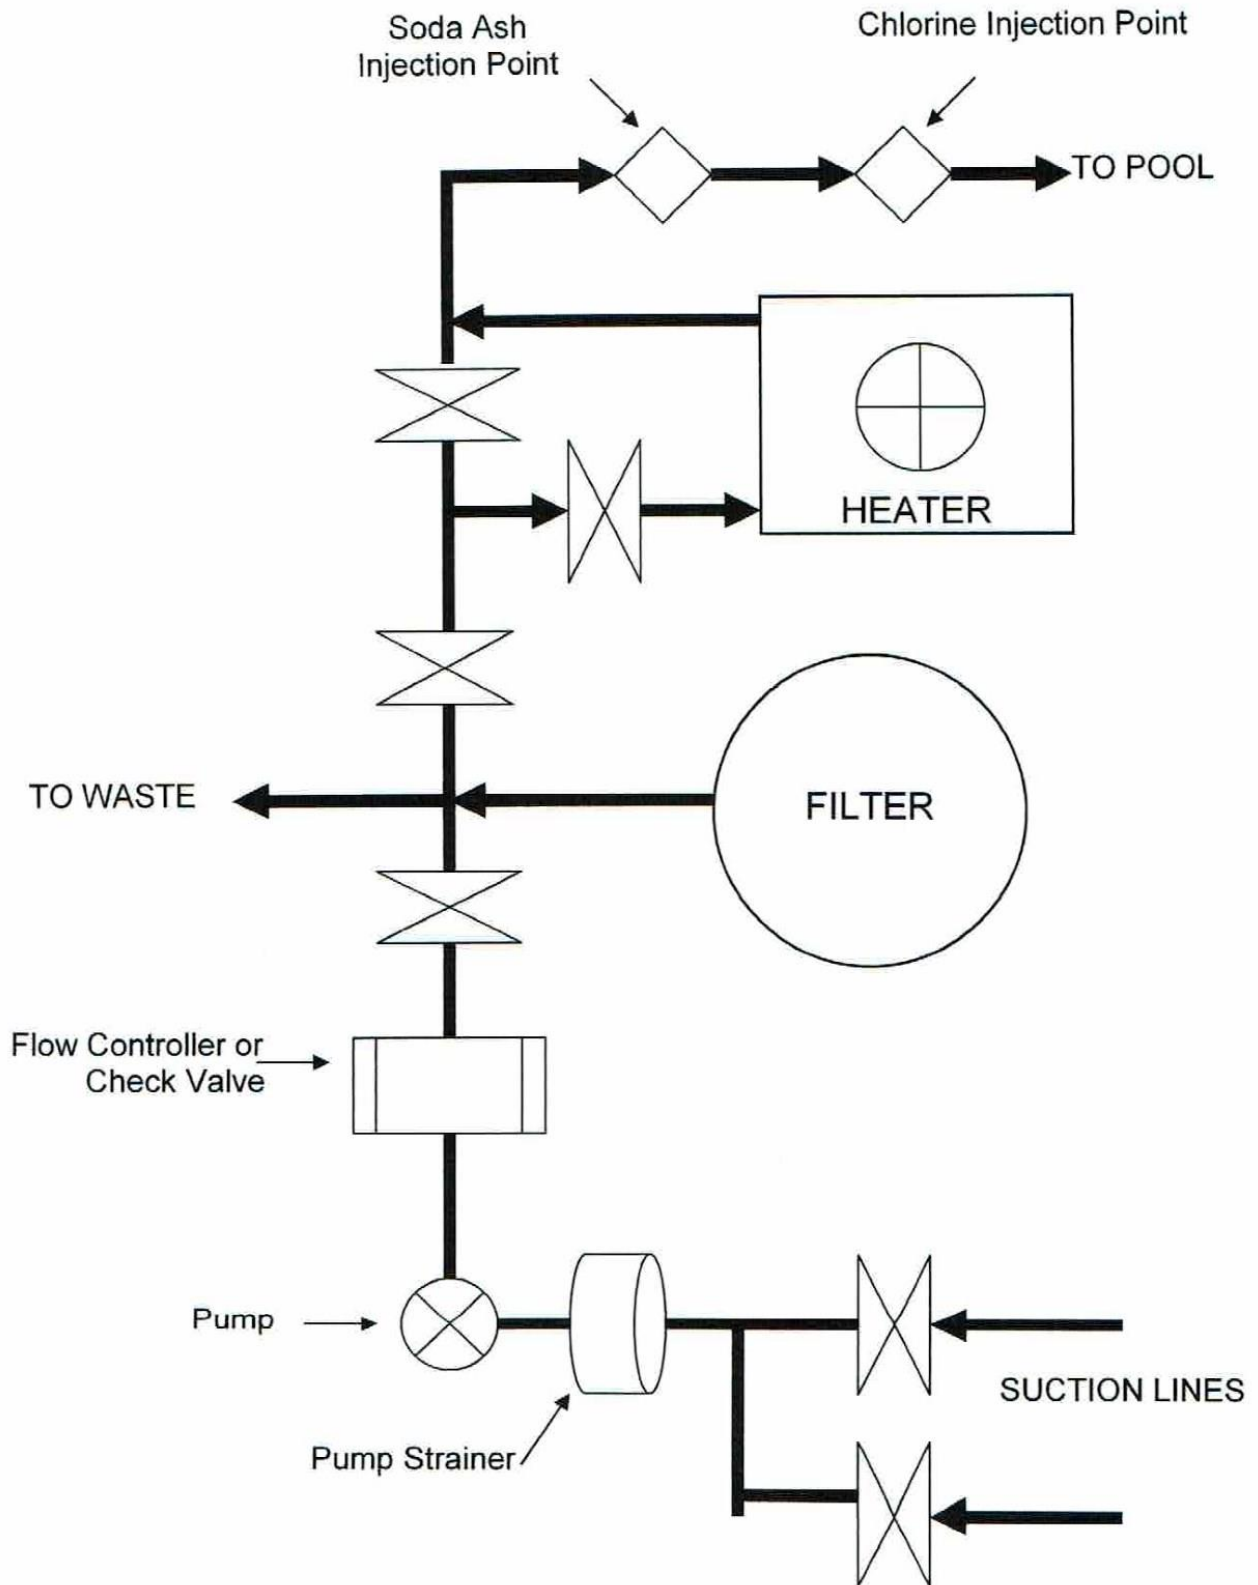 Soda Ash
Injection Point
Chlorine Injection Point
TO POOL
HEATER
TO WASTE
FILTER
Flow Controller or
Check Valve
Pump
SUCTION LINES
Pump Strainer